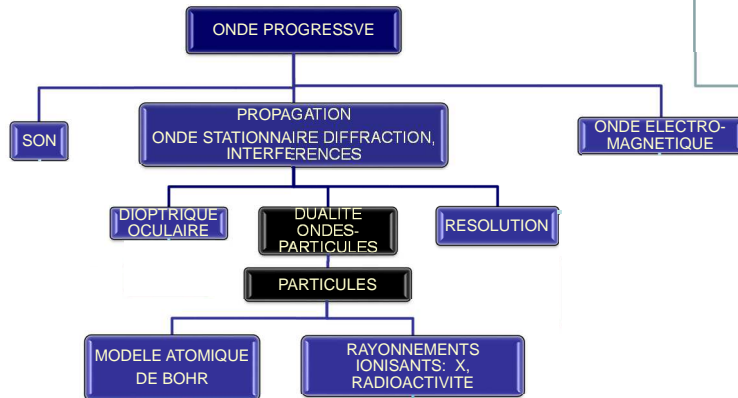 ONDE PROGRESSVE
SON
PROPAGATION
ONDE STATIONNAIRE DIFFRACTION,
INTERFERENCES
ONDE ELECTRO-
MAGNETIQUE
DIOPTRIQUE
OCULAIRE
DUALITE
ONDES-
PARTICULES
RESOLUTION
PARTICULES
MODELE ATOMIQUE
DE BOHR
RAYONNEMENTS
IONISANTS: X,
RADIOACTIVITE